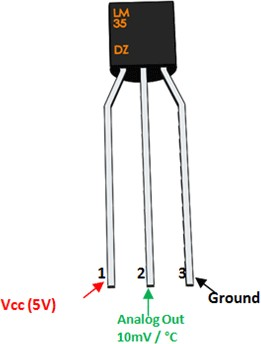 LM
35
DZ
1
2
3
Vcc (5V)
Analog Out
10mV / °C
Ground